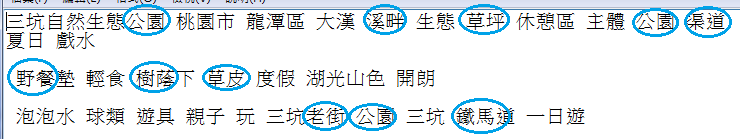 三坑自然生態公園 桃園市 龍潭區 大漢 溪畔 生態 草坪 休憩區 主體 公園 渠道
夏日 戲水
野餐墊 輕食 樹蔭下 草皮 度假 湖光山色 開朗
泡泡水 球類 遊具 親子 玩 三坑老街 公園 三坑 鐵馬道 一日遊